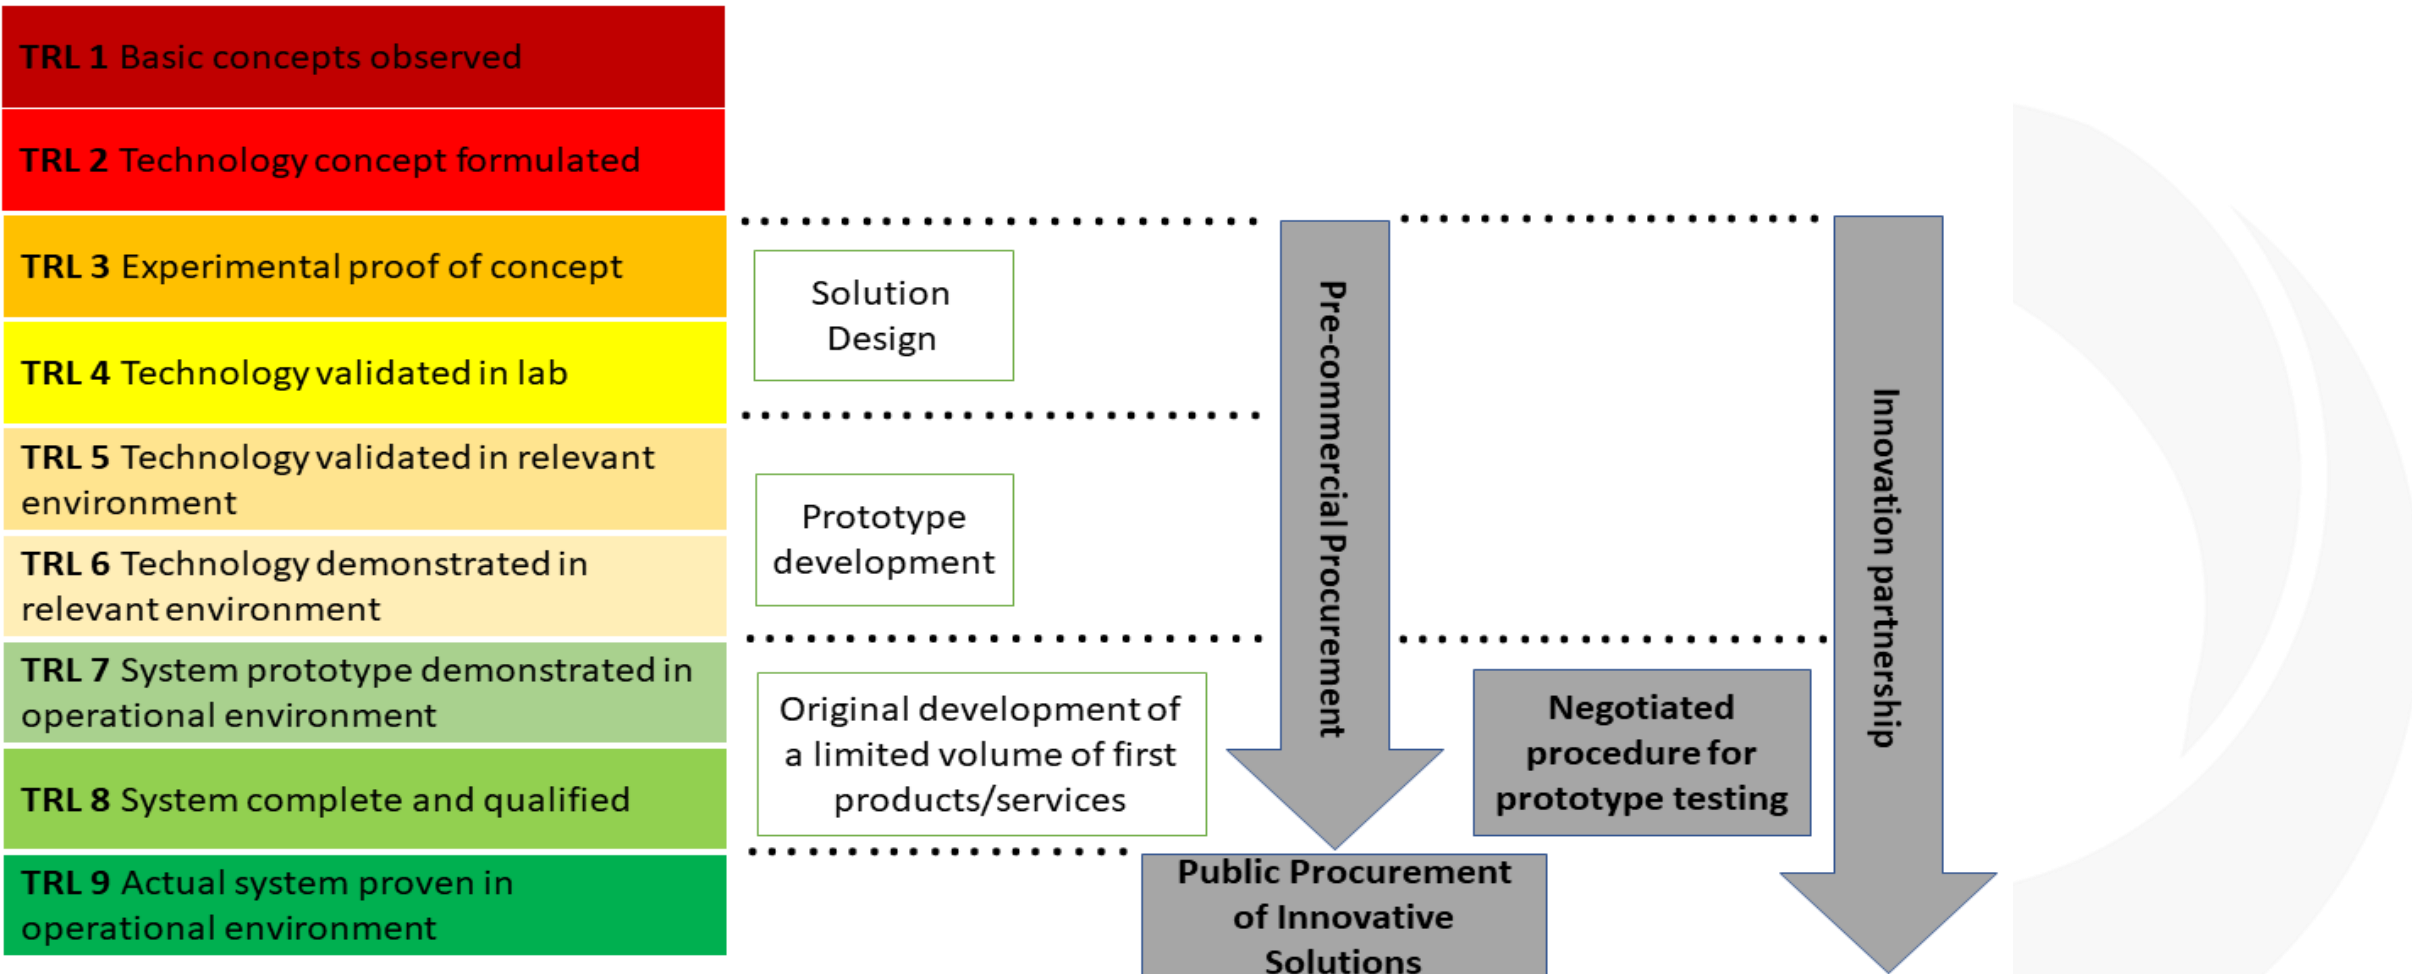 TRL 1 Basic concepts observed
TRL 2 Technology concept formulated
TRL 3 Experimental proof of concept
TRL 4 Technology validated in lab
TRL 5 Technology validated in relevant
environment
TRL 6 Technology demonstrated in
relevant environment
TRL 7 System prototype demonstrated in
operational environment
TRL 8 System complete and qualified
TRL 9 Actual system proven in
operational environment
Solution
Design
Prototype
development
Original development of
a limited volume of first
products/services
Pre-commercial Procurement
Public Procurement
of Innovative
Solutions
Negotiated
procedure for
prototype testing
Innovation partnership